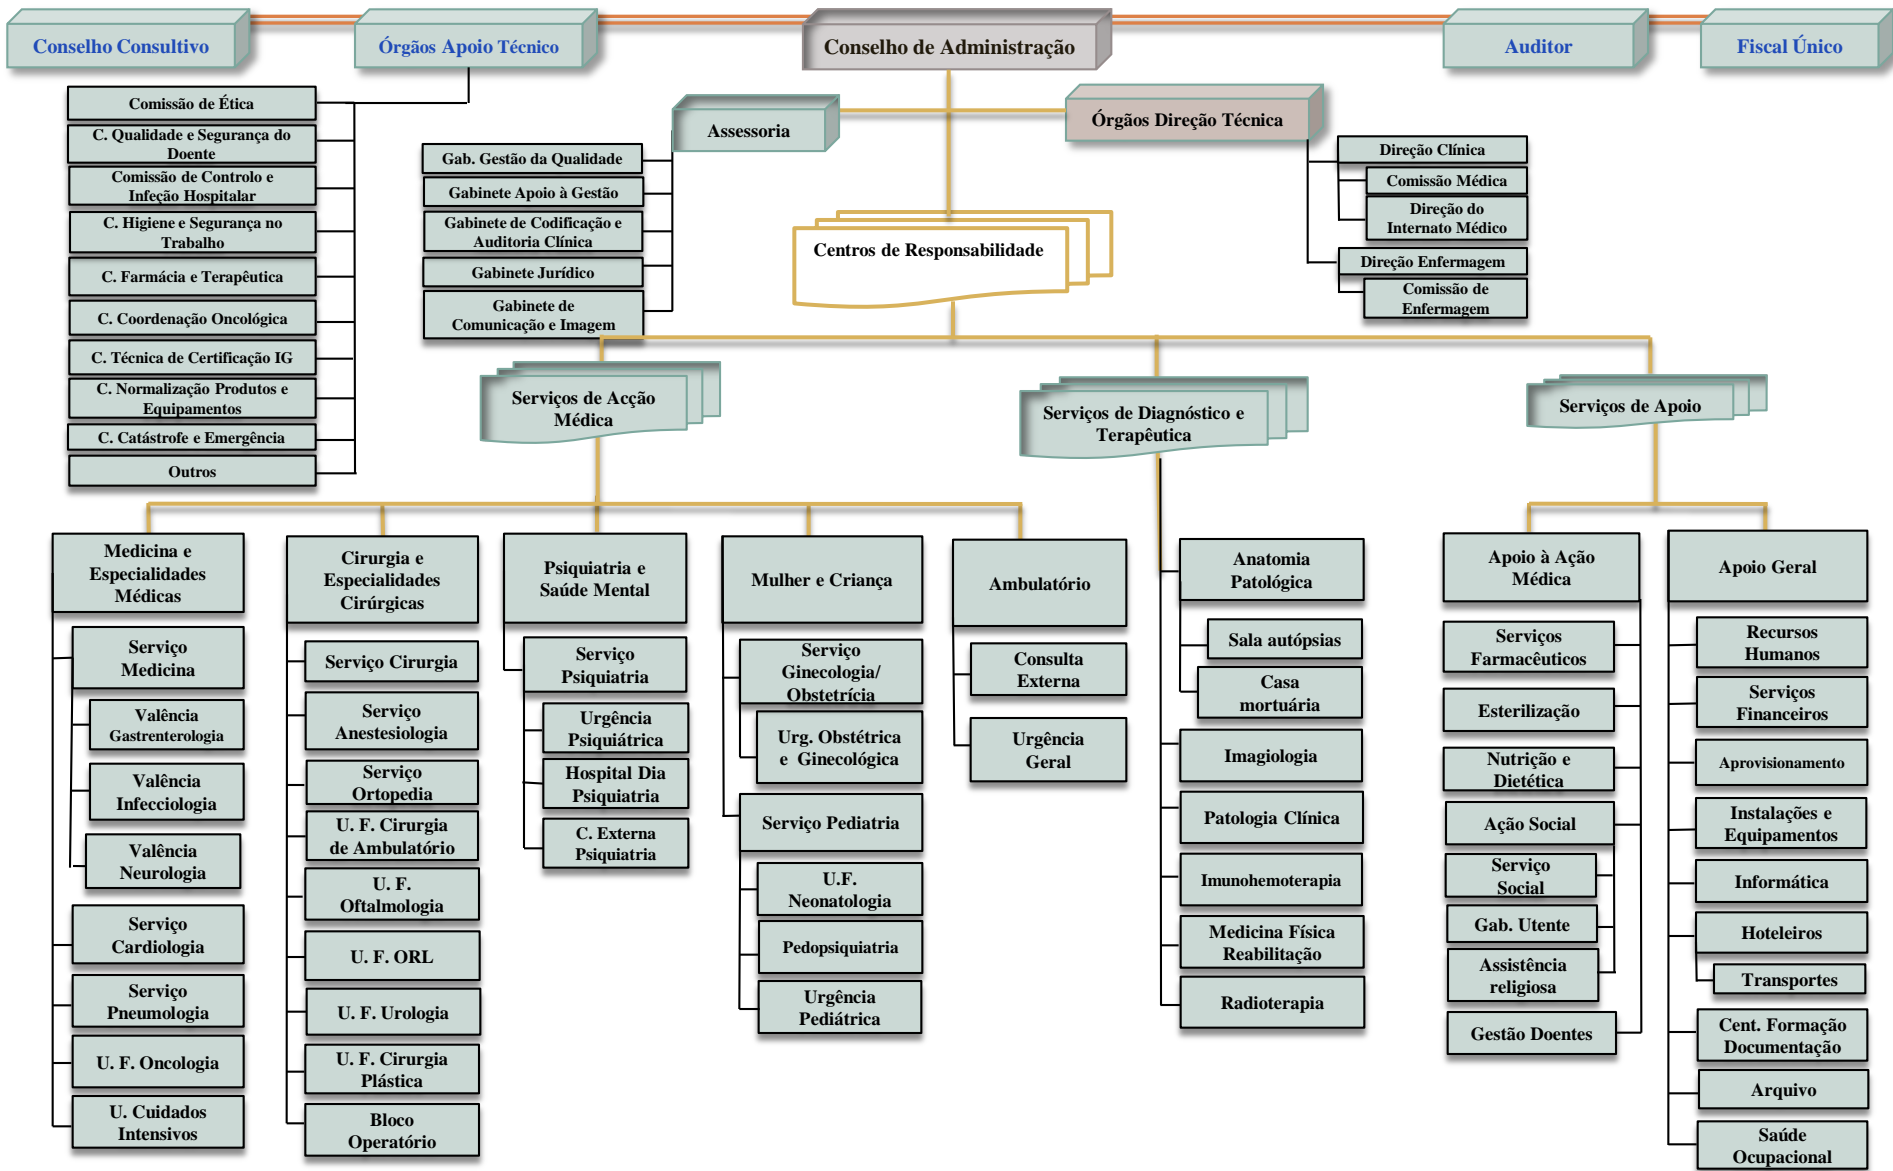 Conselho Consultivo
Órgãos Apoio Técnico
Conselho de Administração
Auditor
Fiscal Único
Comissão de Ética
C. Qualidade e Segurança do
Doente
Comissão de Controlo e
Infeção Hospitalar
C. Higiene e Segurança no
Trabalho
C. Farmácia e Terapêutica
C. Coordenação Oncológica
C. Técnica de Certificação IG
C. Normalização Produtos e
Equipamentos
C. Catástrofe e Emergência
Outros
Assessoria
Gab. Gestão da Qualidade
Gabinete Apoio à Gestão
Gabinete de Codificação e
Auditoria Clínica
Gabinete Jurídico
Gabinete de
Comunicação e Imagem
Órgãos Direção Técnica
Direção Clínica
Comissão Médica
Direção do
Internato Médico
Direção Enfermagem
Comissão de
Enfermagem
Centros de Responsabilidade
Serviços de Acção
Médica
Serviços de Diagnóstico e
Terapêutica
Serviços de Apoio
Medicina e
Especialidades
Médicas
Serviço
Medicina
Valência
Gastrenterologia
Valência
Infecciologia
Valência
Neurologia
Serviço
Cardiologia
Serviço
Pneumologia
U. F. Oncologia
U. Cuidados
Intensivos
Cirurgia e
Especialidades
Cirúrgicas
Serviço Cirurgia
Serviço
Anestesiologia
Serviço
Ortopedia
U. F. Cirurgia
de Ambulatório
U. F.
Oftalmologia
U. F. ORL
U. F. Urologia
U. F. Cirurgia
Plástica
Bloco
Operatório
Psiquiatria e
Saúde Mental
Serviço
Psiquiatria
Urgência
Psiquiátrica
Hospital Dia
Psiquiatria
C. Externa
Psiquiatria
Mulher e Criança
Serviço
Ginecologia/
Obstetrícia
Urg. Obstétrica
e Ginecológica
Serviço Pediatria
U.F.
Neonatologia
Pedopsiquiatria
Urgência
Pediátrica
Ambulatório
Consulta
Externa
Urgência
Geral
Anatomia
Patológica
Sala autópsias
Casa
mortuária
Imagiologia
Patologia Clínica
Imunohemoterapia
Medicina Física
Reabilitação
Radioterapia
Apoio à Ação
Médica
Serviços
Farmacêuticos
Esterilização
Nutrição e
Dietética
Ação Social
Serviço
Social
Gab. Utente
Assistência
religiosa
Gestão Doentes
Apoio Geral
Recursos
Humanos
Serviços
Financeiros
Aprovisionamento
Instalações e
Equipamentos
Informática
Hoteleiros
Transportes
Cent. Formação
Documentação
Arquivo
Saúde
Ocupacional